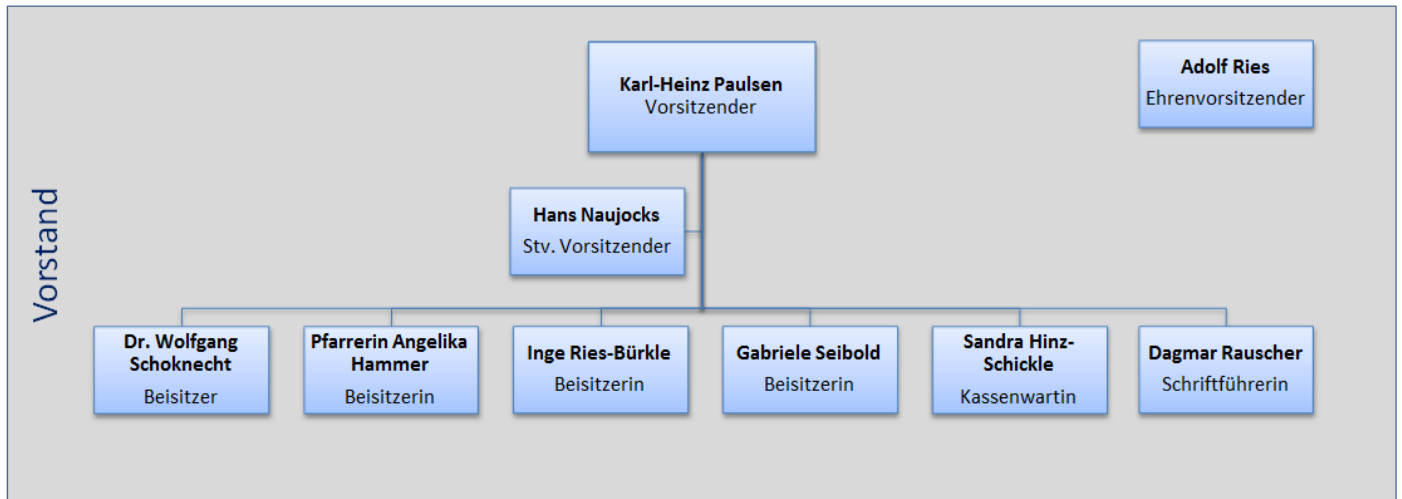 Vorstand
Karl-Heinz Paulsen
Vorsitzender
Adolf Ries
Ehrenvorsitzender
Hans Naujocks
Stv. Vorsitzender
Dr. Wolfgang
Schoknecht
Beisitzer
Pfarrerin Angelika
Hammer
Beisitzerin
Inge Ries-Bürkle
Beisitzerin
Gabriele Seibold
Beisitzerin
Sandra Hinz-
Schickle
Kassenwartin
Dagmar Rauscher
Schriftführerin